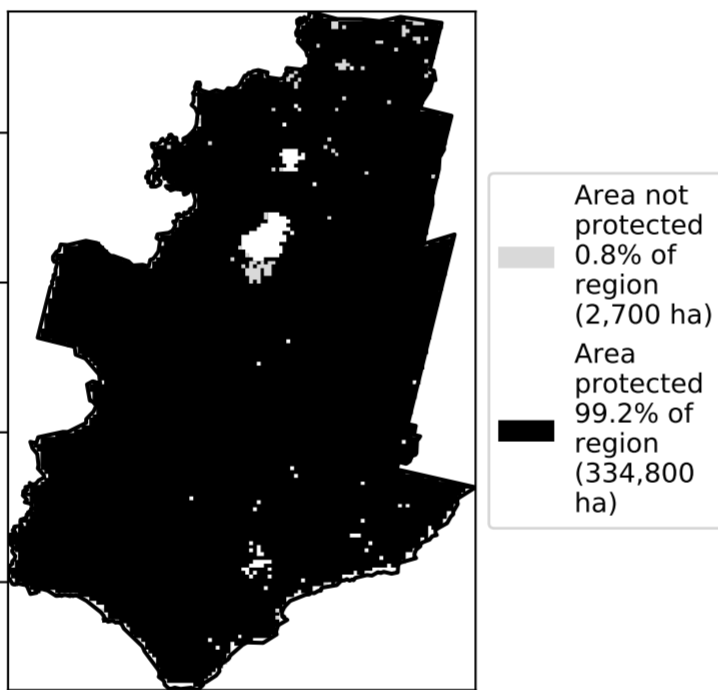 Area not
protected
0.8% of
region
(2,700 ha)
Area
protected
99.2% of
region
(334,800
ha)